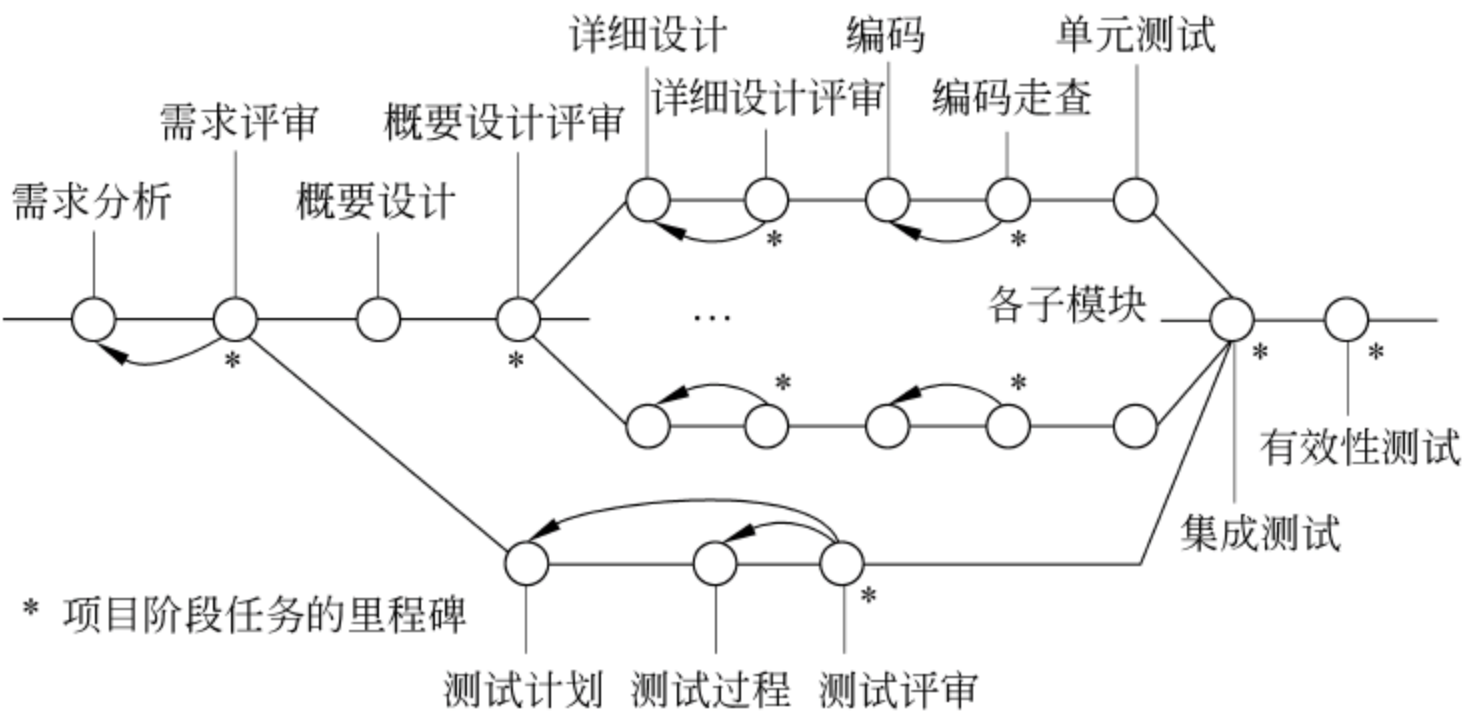 详细设计
编码
单元测试
详细设计评审
编码走查
需求评审
概要设计评审
需求分析
概要设计
*
*
...
各子模块
*
*
*
*
*
*
有效性测试
集成测试
*
* 项目阶段任务的里程碑
测试计划
测试过程
测试评审